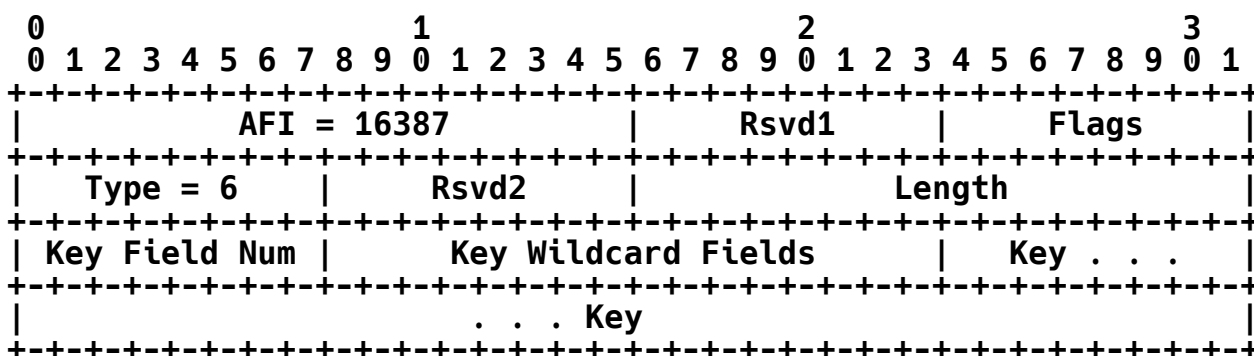 0                   1                   2                   3
 0 1 2 3 4 5 6 7 8 9 0 1 2 3 4 5 6 7 8 9 0 1 2 3 4 5 6 7 8 9 0 1
+-+-+-+-+-+-+-+-+-+-+-+-+-+-+-+-+-+-+-+-+-+-+-+-+-+-+-+-+-+-+-+-+
|           AFI = 16387         |     Rsvd1     |     Flags     |
+-+-+-+-+-+-+-+-+-+-+-+-+-+-+-+-+-+-+-+-+-+-+-+-+-+-+-+-+-+-+-+-+
|   Type = 6    |     Rsvd2     |             Length            |
+-+-+-+-+-+-+-+-+-+-+-+-+-+-+-+-+-+-+-+-+-+-+-+-+-+-+-+-+-+-+-+-+
| Key Field Num |      Key Wildcard Fields      |   Key . . .   |
+-+-+-+-+-+-+-+-+-+-+-+-+-+-+-+-+-+-+-+-+-+-+-+-+-+-+-+-+-+-+-+-+
|                       . . . Key                               |
+-+-+-+-+-+-+-+-+-+-+-+-+-+-+-+-+-+-+-+-+-+-+-+-+-+-+-+-+-+-+-+-+